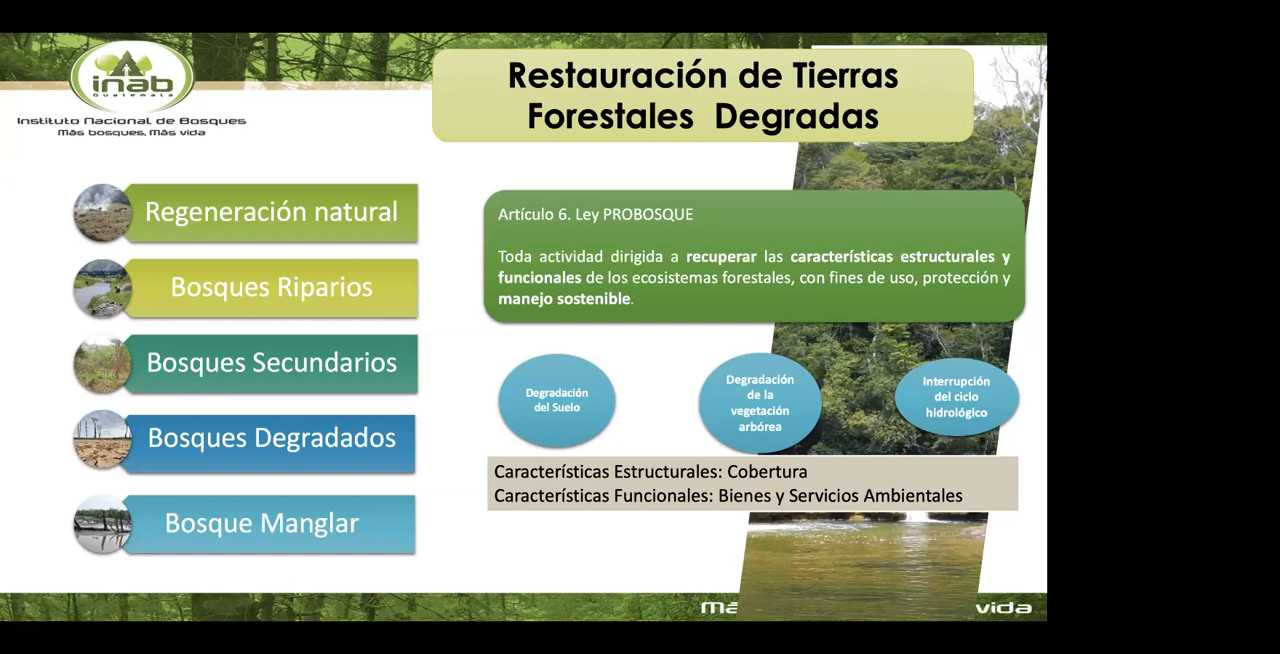 inab
Guatemala
Instituto Nacional de Bosques
Más bosques, Más vida
Restauración de Tierras
Forestales Degradas
Regeneración natural
Bosques Riparios
Bosques Secundarios
Bosques Degradados
Bosque Manglar
Artículo 6. Ley PROBOSQUE
Toda actividad dirigida a recuperar las características estructurales y
funcionales de los ecosistemas forestales, con fines de uso, protección y
manejo sostenible.
Degradación
del Suelo
Degradación
de la
vegetación
arbórea
Interrupción
del ciclo
hidrológico
Características Estructurales: Cobertura
Características Funcionales: Bienes y Servicios Ambientales
Má
vida